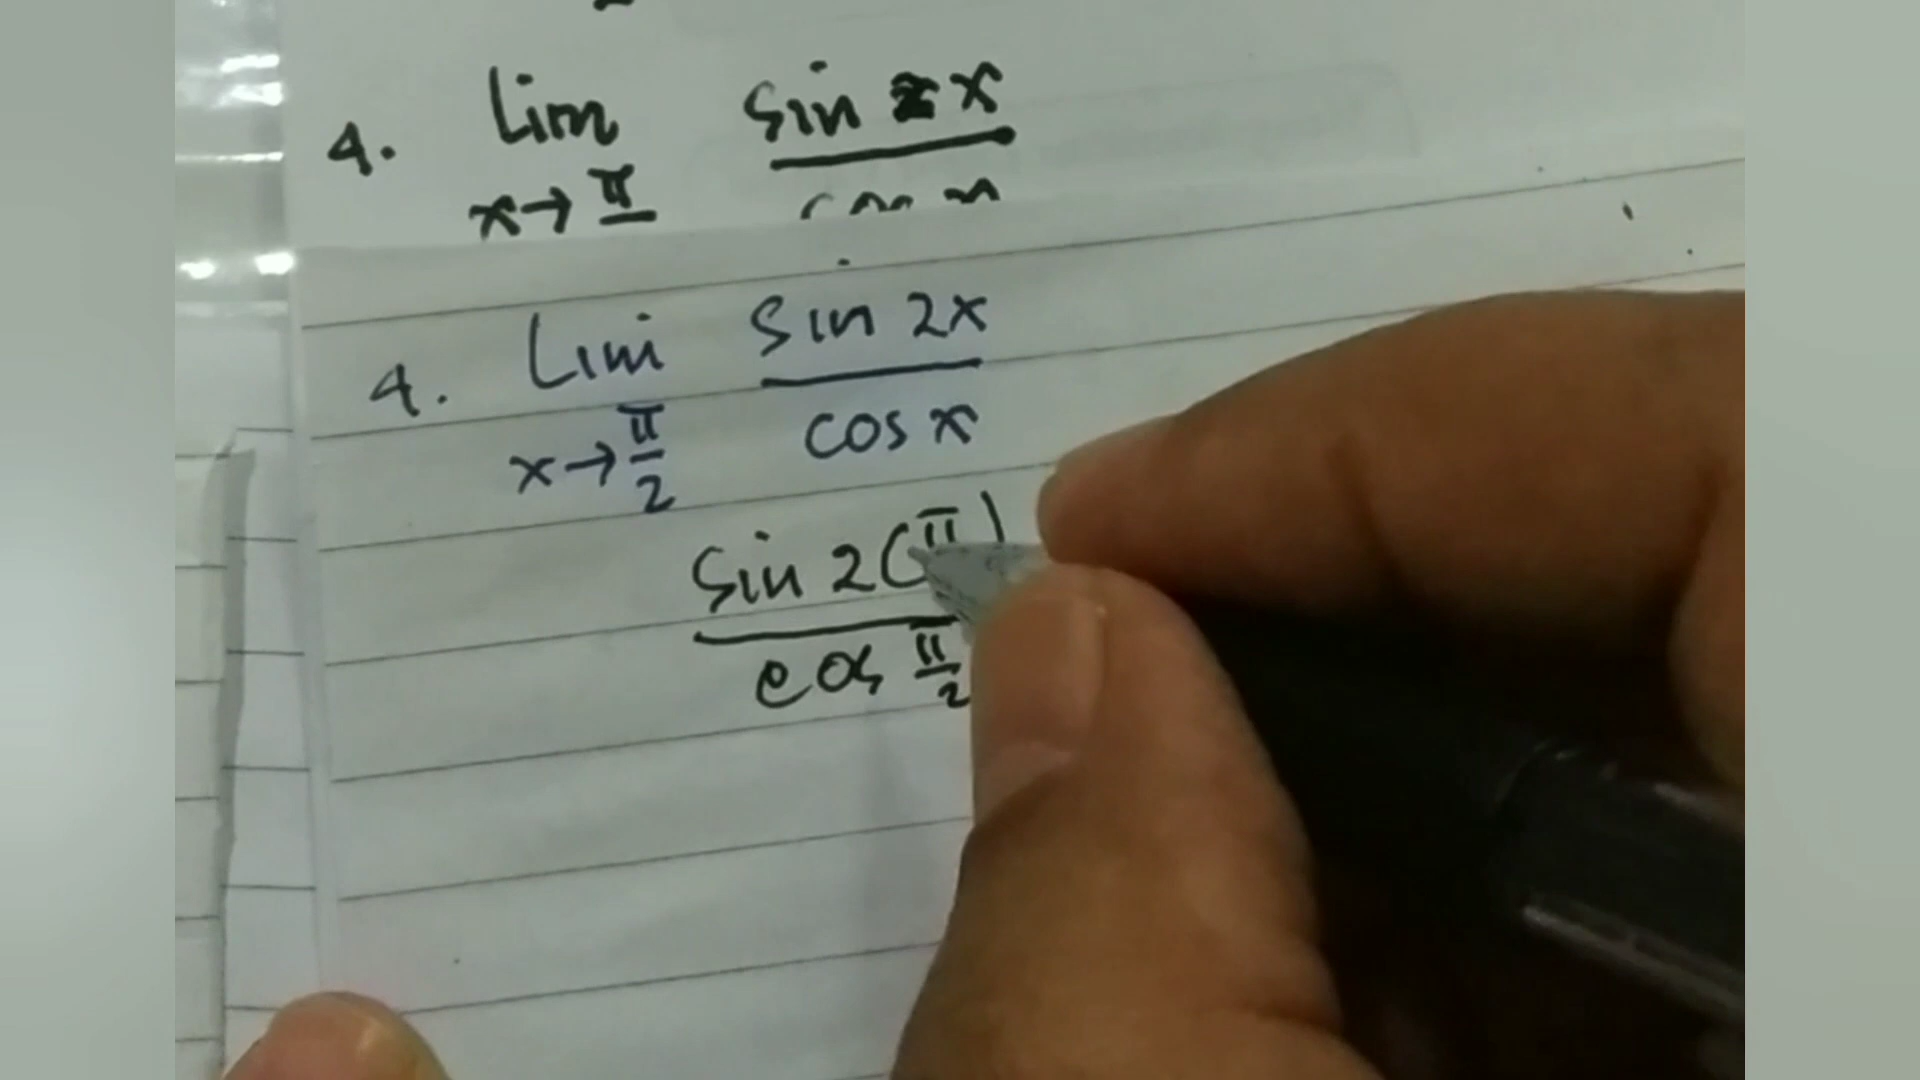 4. Lim sin x
x→π
4. Lim sin 2x
x→π/2 cos x
sin 2(π)
cos π/2